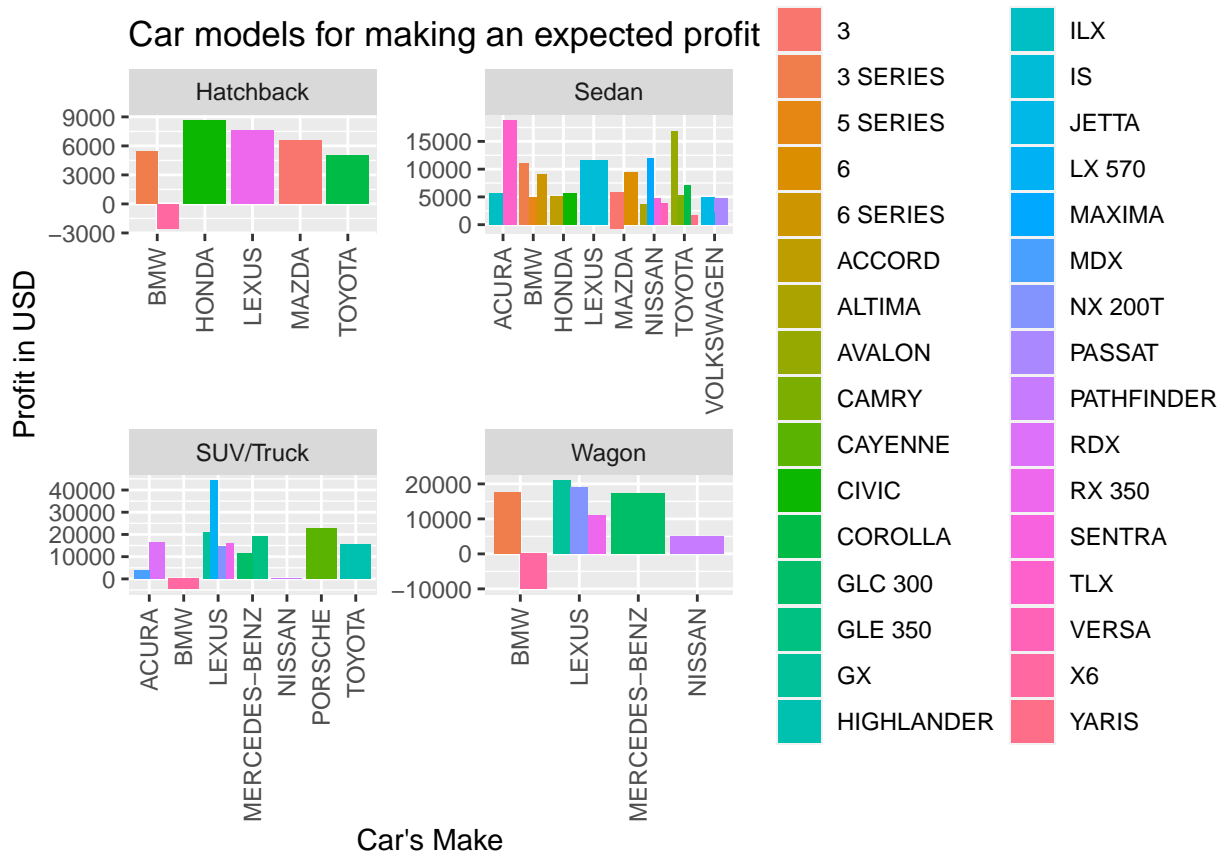 Car models for making an expected profit
Profit in USD
Hatchback
9000
6000
3000
0
−3000
BMW
HONDA
LEXUS
MAZDA
TOYOTA
Sedan
15000
10000
5000
0
ACURA
BMW
HONDA
LEXUS
MAZDA
NISSAN
TOYOTA
VOLKSWAGEN
SUV/Truck
40000
30000
20000
10000
0
ACURA
BMW
LEXUS
MERCEDES−BENZ
NISSAN
PORSCHE
TOYOTA
Wagon
20000
10000
0
−10000
BMW
LEXUS
MERCEDES−BENZ
NISSAN
Car's Make
3
3 SERIES
5 SERIES
6
6 SERIES
ACCORD
ALTIMA
AVALON
CAMRY
CAYENNE
CIVIC
COROLLA
GLC 300
GLE 350
GX
HIGHLANDER
ILX
IS
JETTA
LX 570
MAXIMA
MDX
NX 200T
PASSAT
PATHFINDER
RDX
RX 350
SENTRA
TLX
VERSA
X6
YARIS